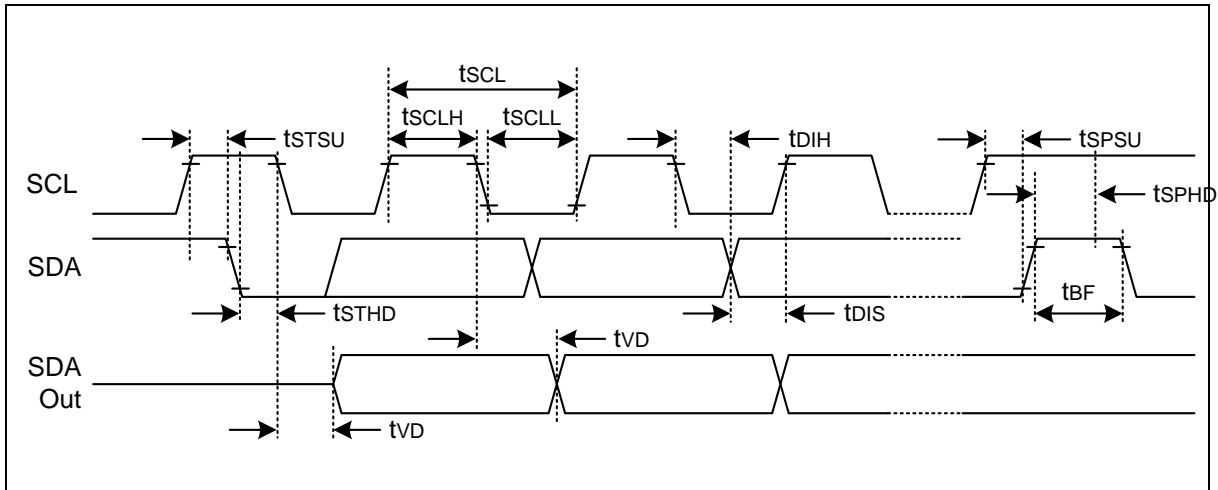 tSCL
tSCLH
tSCLL
tSTSU
tDIH
tSPSU
SCL
tSPHD
SDA
tBF
tSTHD
tDIS
tVD
SDA
Out
tVD